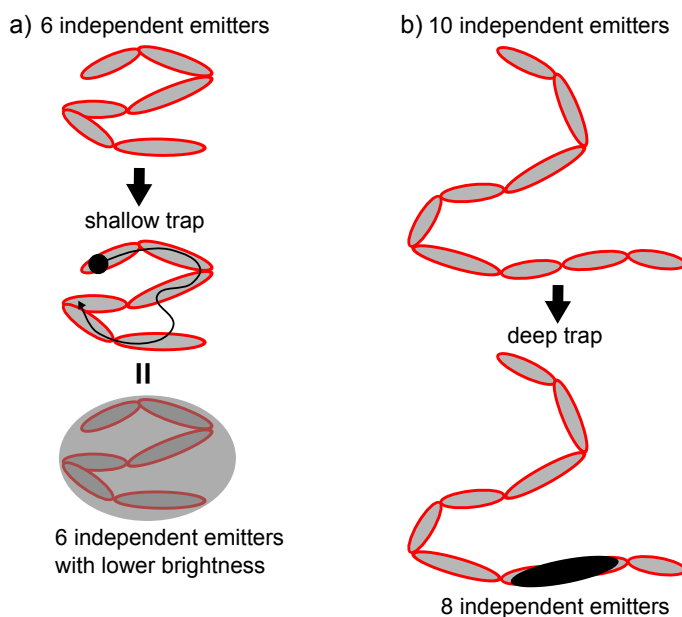 a) 6 independent emitters
shallow trap
6 independent emitters
with lower brightness
b) 10 independent emitters
deep trap
8 independent emitters